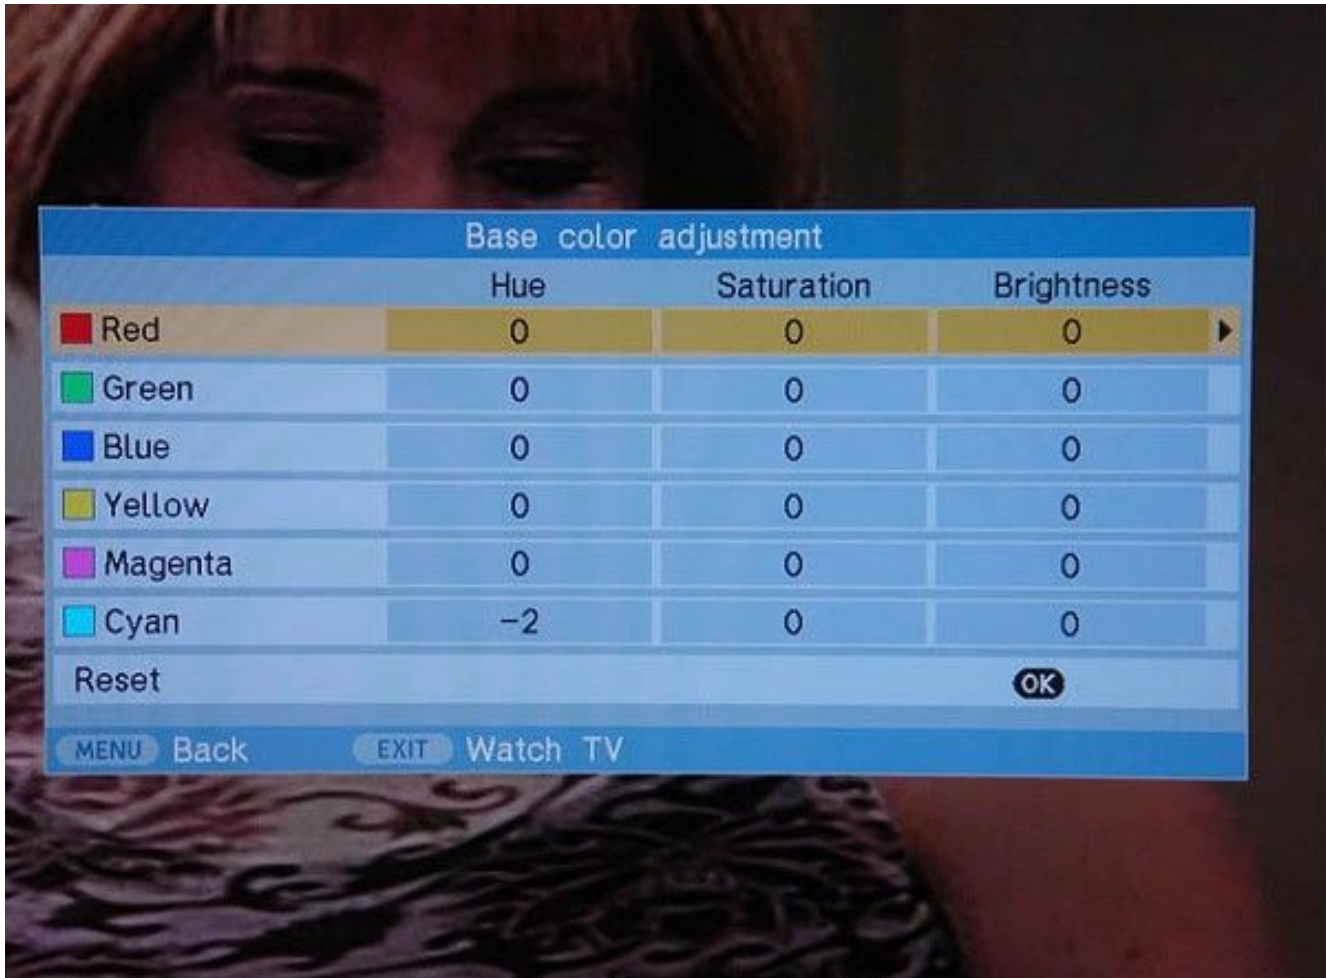 Base color adjustment
Hue Saturation Brightness
Red 0 0 0
Green 0 0 0
Blue 0 0 0
Yellow 0 0 0
Magenta 0 0 0
Cyan -2 0 0
Reset OK
MENU Back EXIT Watch TV